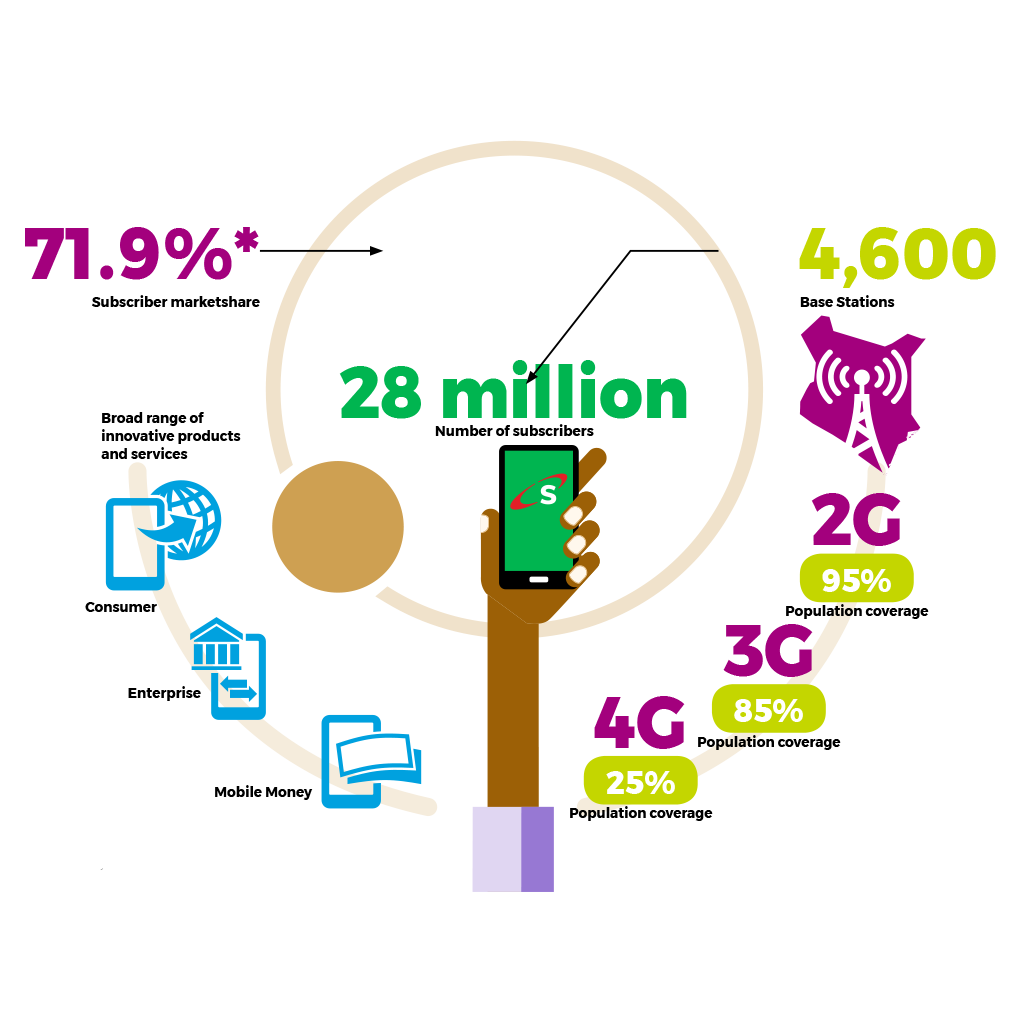 71.9%*
Subscriber marketshare
4,600
Base Stations
28 million
Number of subscribers
S
Broad range of
innovative products
and services
Consumer
Enterprise
Mobile Money
2G
95%
Population coverage
3G
85%
Population coverage
4G
25%
Population coverage